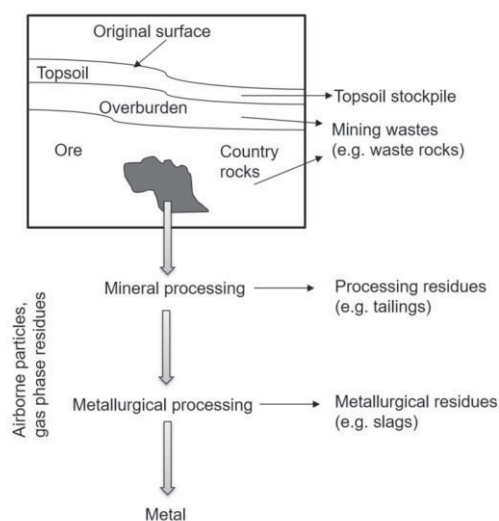 Original surface
Topsoil
Topsoil stockpile
Overburden
Mining wastes
(e.g. waste rocks)
Ore
Country
rocks
Mineral processing
Processing residues
(e.g. tailings)
Airborne particles,
gas phase residues
Metallurgical processing
Metallurgical residues
(e.g. slags)
Metal